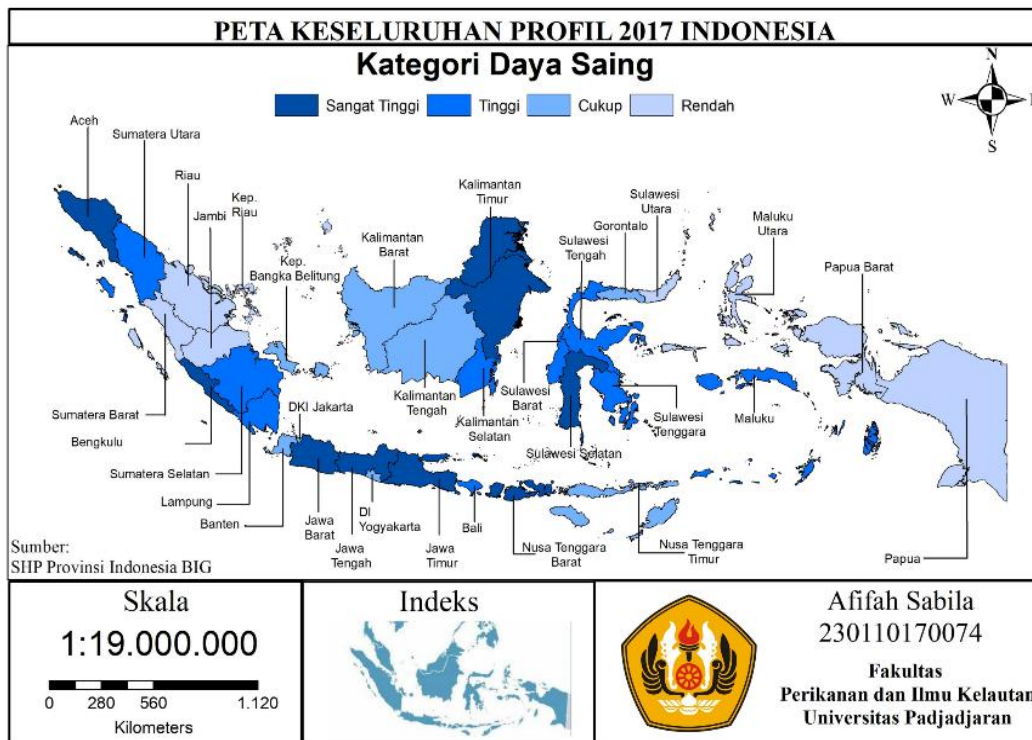 PETA KESELURUHAN PROFIL 2017 INDONESIA
Kategori Daya Saing
Sangat Tinggi
Tinggi
Cukup
Rendah
N
W
S
Aceh
Sumatera Utara
Riau
Jambi
Kep.
Riau
Kep.
Bangka Belitung
Kalimantan
Barat
Kalimantan
Timur
Sulawesi
Tengah
Gorontalo
Sulawesi
Utara
Maluku
Utara
Papua Barat
Sumatera Barat
Bengkulu
Sumatera Selatan
Lampung
Banten
DKI Jakarta
Jawa
Barat
Jawa
Tengah
DI
Yogyakarta
Jawa
Timur
Bali
Kalimantan
Tengah
Kalimantan
Selatan
Sulawesi
Barat
Sulawesi Selatan
Sulawesi
Tenggara
Maluku
Nusa Tenggara
Barat
Nusa Tenggara
Timur
Papua
Sumber:
SHP Provinsi Indonesia BIG
Skala
1:19.000.000
0 280 560 1.120
Kilometers
Indeks
Afifah Sabila
230110170074
Fakultas
Perikanan dan Ilmu Kelautan
Universitas Padjadjaran